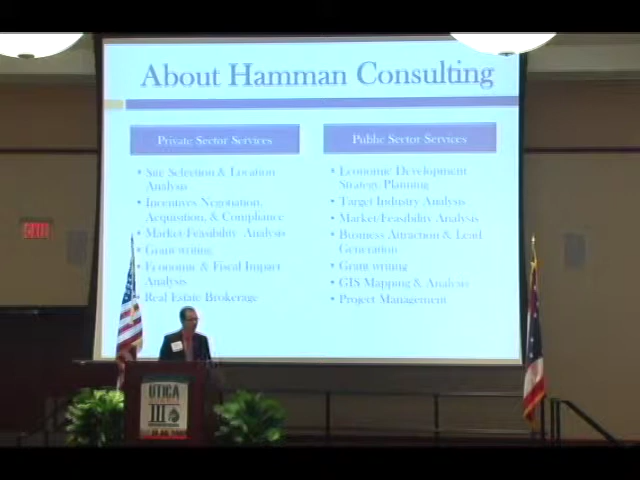 About Hamman Consulting
Private Sector Services
• Site Selection & Location
Analysis
• Incentives Negotiation,
Acquisition, & Compliance
• Market Feasibility Analysis
• Grant writing
• Economic & Fiscal Impact
Analysis
• Real Estate Brokerage
Public Sector Services
• Economic Development
Strategy Planning
• Target Industry Analysis
• Market/Feasibility Analysis
• Business Attraction & Lead
Generation
• Grant writing
• GIS Mapping & Analysis
• Project Management
UTICA
III